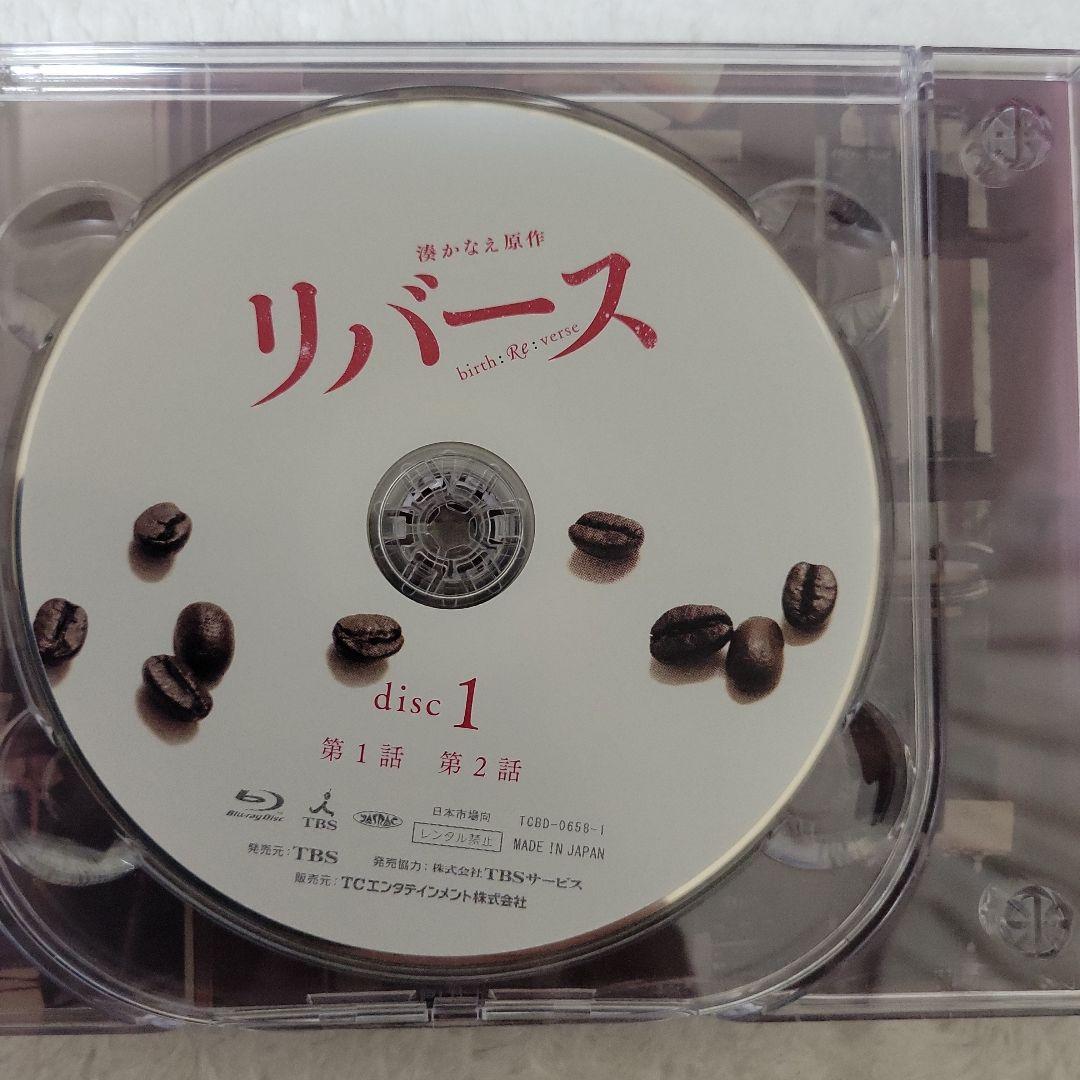 湊かなえ原作
リバース
birth:Re:verse
disc 1
第1話 第2話
Blu-ray Disc
TBS
JASRAC
日本市場向 TCBD-0658-1
レンタル禁止 MADE IN JAPAN
発売元:TBS 発売協力:株式会社TBSサービス
販売元:TCエンタテインメント株式会社